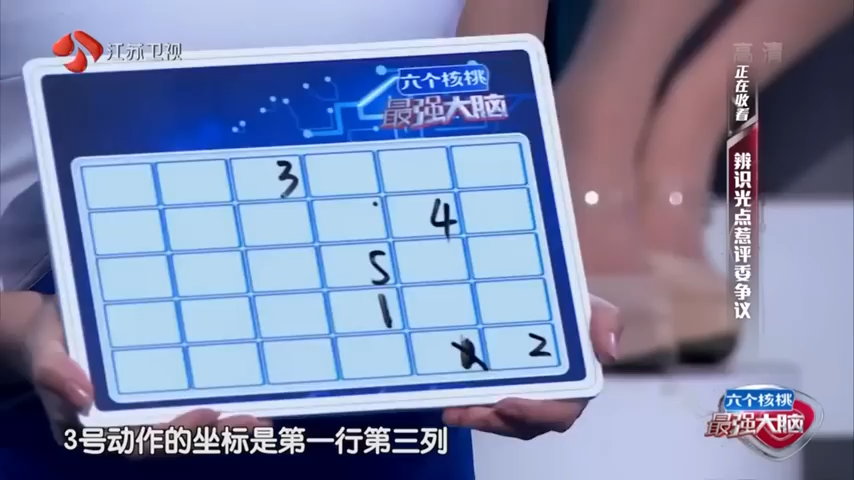 江苏卫视
高清
正在收看
辨识光点惹评委争议
六个核桃
最强大脑
3
4
5
1
2
3号动作的坐标是第一行第三列
六个核桃
最强大脑